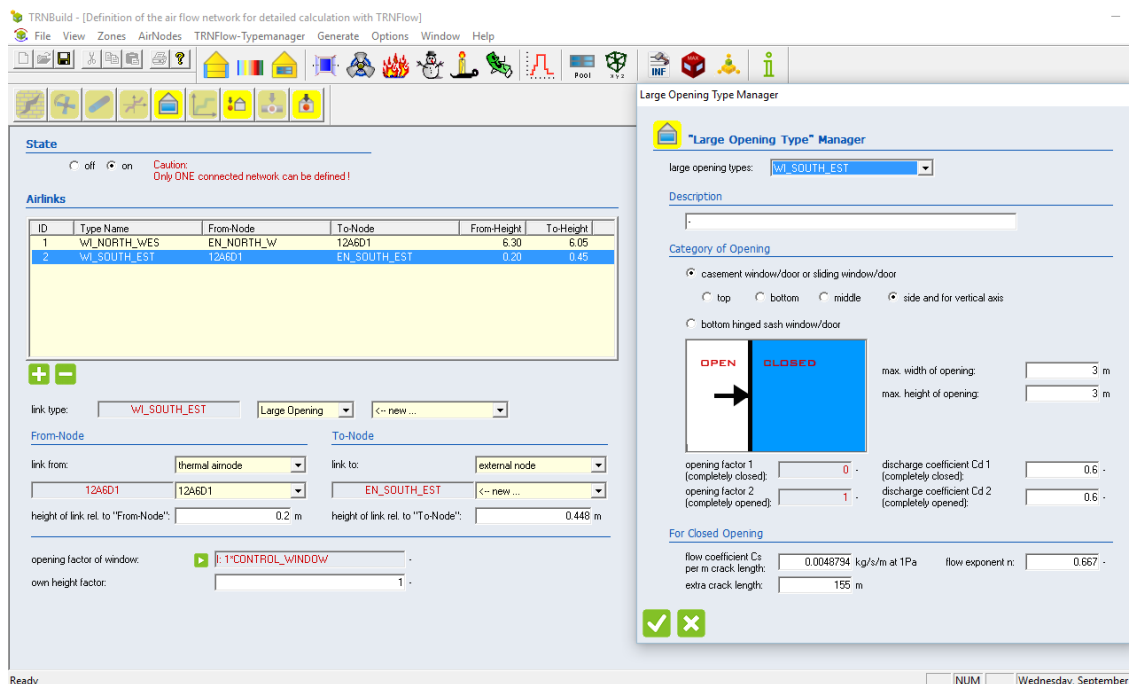 TRNBuild - [Definition of the air flow network for detailed calculation with TRNFlow]
File View Zones AirNodes TRNFlow-Typemanager Generate Options Window Help
Pool
x y z
INF
MAX
i
State
off on
Caution:
Only ONE connected network can be defined !
Airlinks
ID Type Name From-Node To-Node From-Height To-Height
1 WI_NORTH_WES EN_NORTH_W 12A6D1 6.30 6.05
2 WI_SOUTH_EST 12A6D1 EN_SOUTH_EST 0.20 0.45
link type: WI_SOUTH_EST Large Opening <-- new ...
From-Node To-Node
link from: thermal airnode link to: external node
12A6D1 12A6D1 EN_SOUTH_EST <-- new ...
height of link rel. to "From-Node": 0.2 m height of link rel. to "To-Node": 0.448 m
opening factor of window: I: 1*CONTROL_WINDOW -
own height factor: 1 -
Large Opening Type Manager
"Large Opening Type" Manager
large opening types: WI_SOUTH_EST
Description
-
Category of Opening
casement window/door or sliding window/door
top bottom middle side and for vertical axis
bottom hinged sash window/door
OPEN CLOSED
max. width of opening: 3 m
max. height of opening: 3 m
opening factor 1 (completely closed): 0 - discharge coefficient Cd 1 (completely closed): 0.6 -
opening factor 2 (completely opened): 1 - discharge coefficient Cd 2 (completely opened): 0.6 -
For Closed Opening
flow coefficient Cs per m crack length: 0.0048794 kg/s/m at 1Pa flow exponent n: 0.667 -
extra crack length: 155 m
Ready NUM Wednesday, September